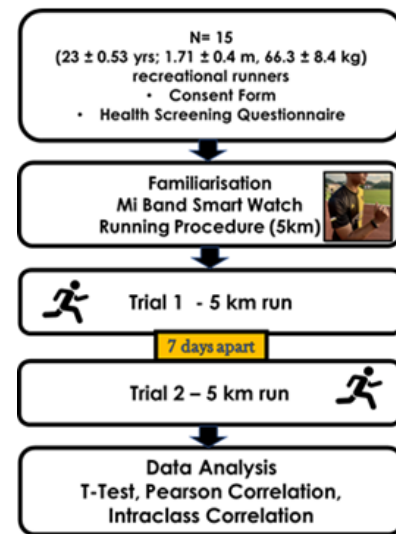 N= 15
(23 ± 0.53 yrs; 1.71 ± 0.4 m, 66.3 ± 8.4 kg)
recreational runners
• Consent Form
• Health Screening Questionnaire
Familiarisation
Mi Band Smart Watch
Running Procedure (5km)
Trial 1 - 5 km run
7 days apart
Trial 2 – 5 km run
Data Analysis
T-Test, Pearson Correlation,
Intraclass Correlation